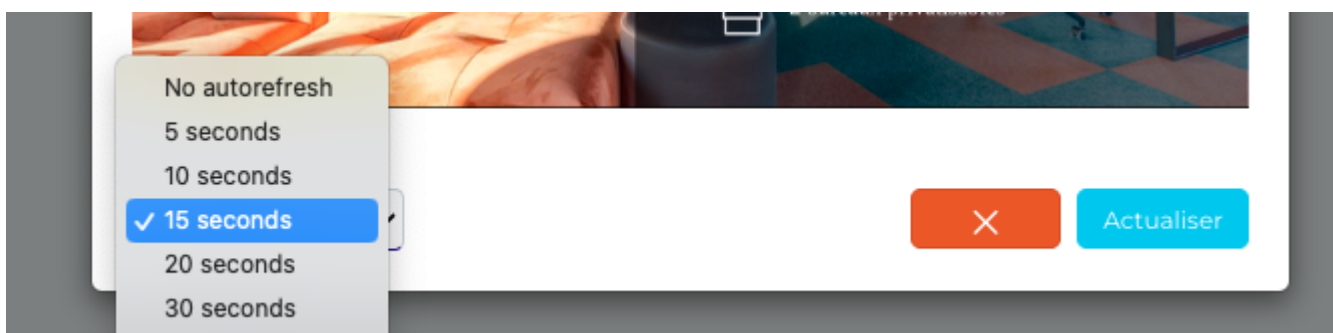 No autorefresh
5 seconds
10 seconds
15 seconds
20 seconds
30 seconds
Actualiser